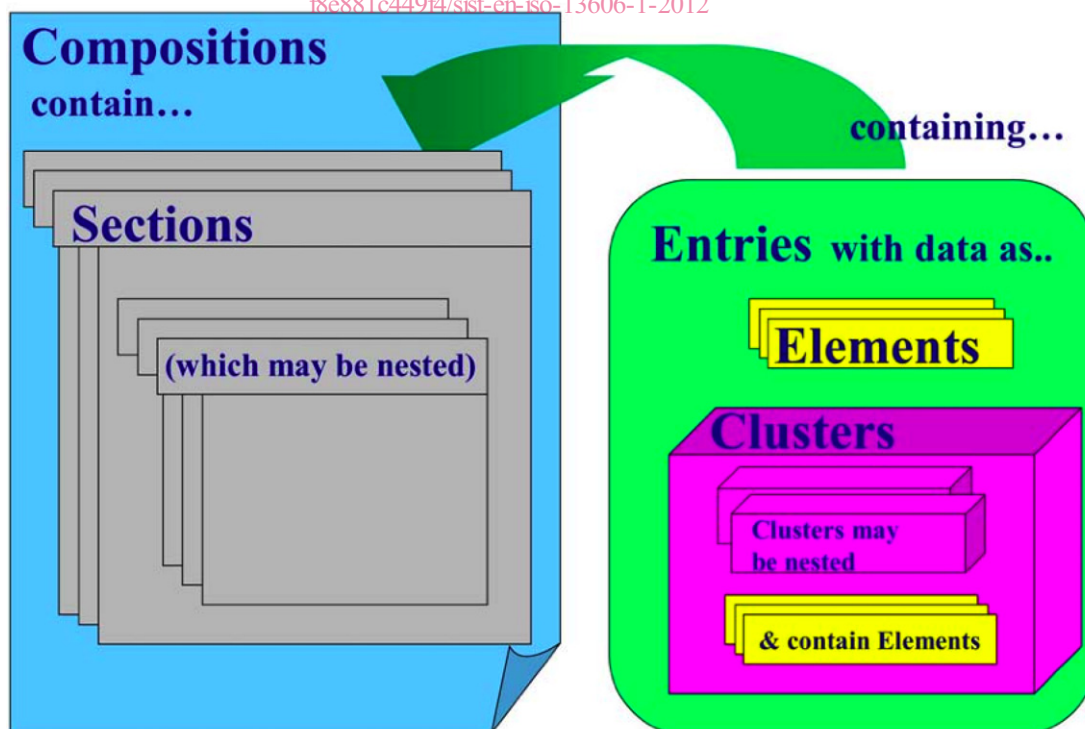 f8e881c449f4/sist-en-iso-13606-1-2012
Compositions
contain…
Sections
(which may be nested)
containing…
Entries with data as..
Elements
Clusters
Clusters may
be nested
& contain Elements